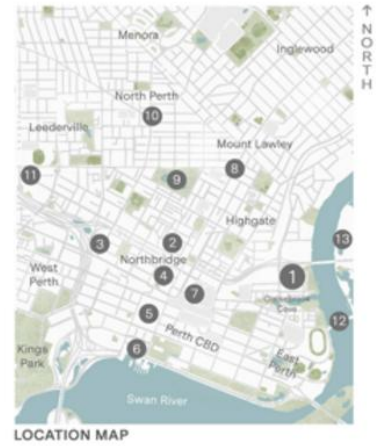 ↑ NORTH
Menora
Inglewood
North Perth
10
Leederville
Mount Lawley
8
11
9
Highgate
13
2
3
Northbridge
West
Perth
4
1
7
Cove
5
12
Perth CBD
6
Kings
Park
East
Perth
Swan River
LOCATION MAP